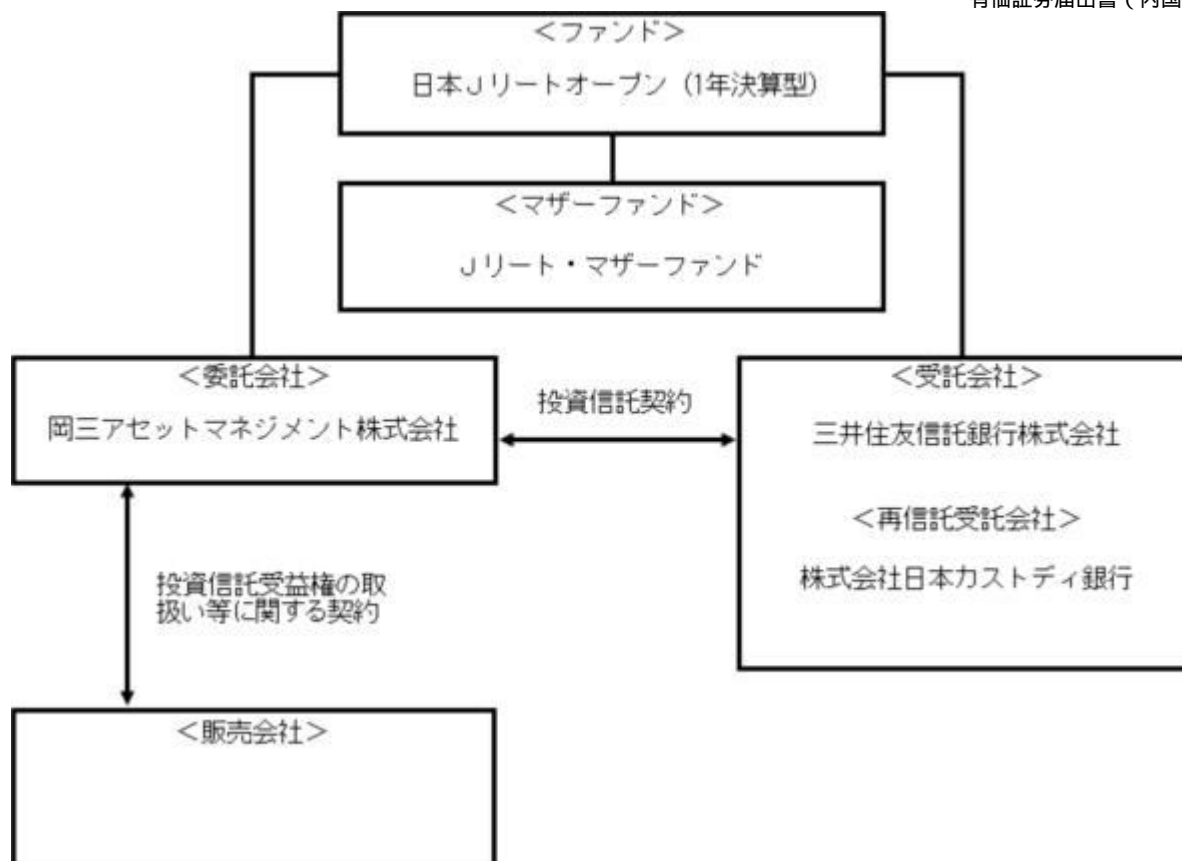 有価証券届出書（内国
＜ファンド＞
日本Ｊリートオープン（1年決算型）
＜マザーファンド＞
Ｊリート・マザーファンド
＜委託会社＞
岡三アセットマネジメント株式会社
投資信託契約
＜受託会社＞
三井住友信託銀行株式会社
＜再信託受託会社＞
株式会社日本カストディ銀行
投資信託受益権の取
扱い等に関する契約
＜販売会社＞